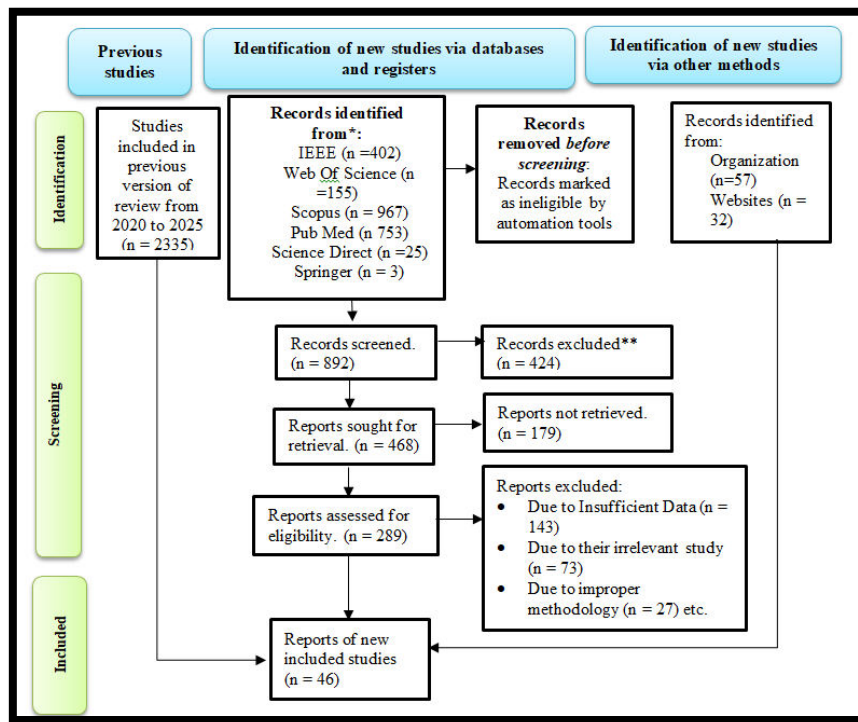 Previous
studies
Identification of new studies via databases
and registers
Identification of new studies
via other methods
Identification
Studies
included in
previous
version of
review from
2020 to 2025
(n = 2335)
Records identified
from*:
IEEE (n =402)
Web Of Science (n
=155)
Scopus (n = 967)
Pub Med (n = 753)
Science Direct (n =25)
Springer (n = 3)
Records
removed before
screening:
Records marked
as ineligible by
automation tools
Records identified
from:
Organization
(n=57)
Websites (n =
32)
Screening
Records screened.
(n = 892)
Records excluded**
(n = 424)
Reports sought for
retrieval. (n = 468)
Reports not retrieved.
(n = 179)
Reports assessed for
eligibility. (n = 289)
Reports excluded:
• Due to Insufficient Data (n =
143)
• Due to their irrelevant study
(n = 73)
• Due to improper
methodology (n = 27) etc.
Included
Reports of new
included studies
(n = 46)